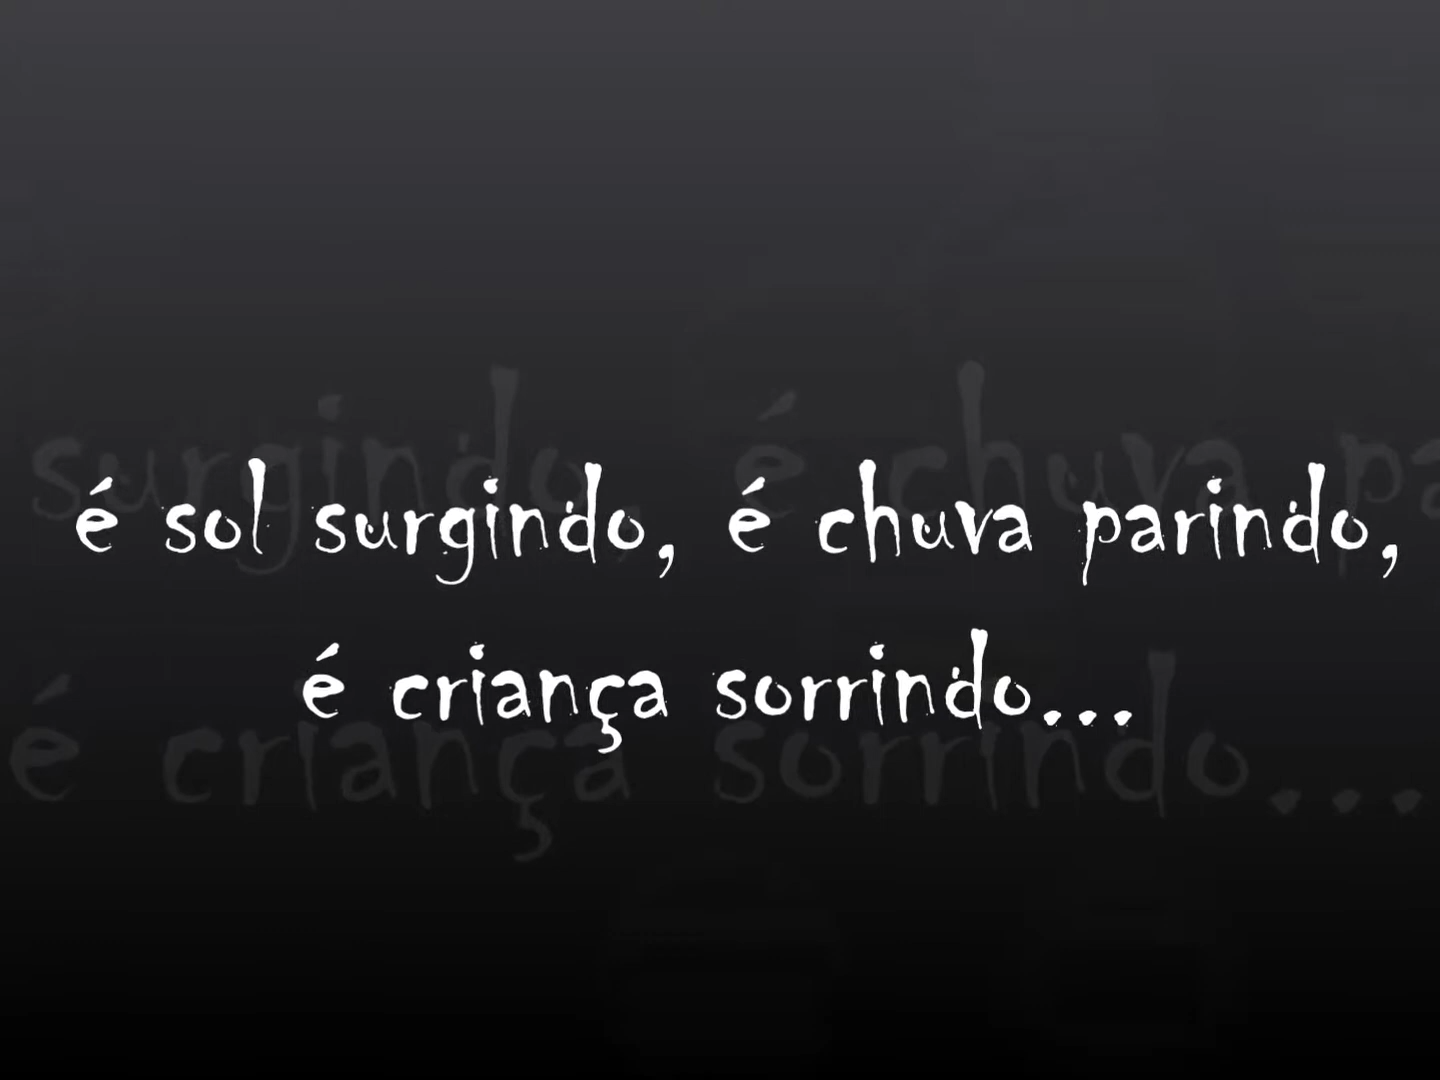 é sol surgindo, é chuva parindo,
é criança sorrindo...